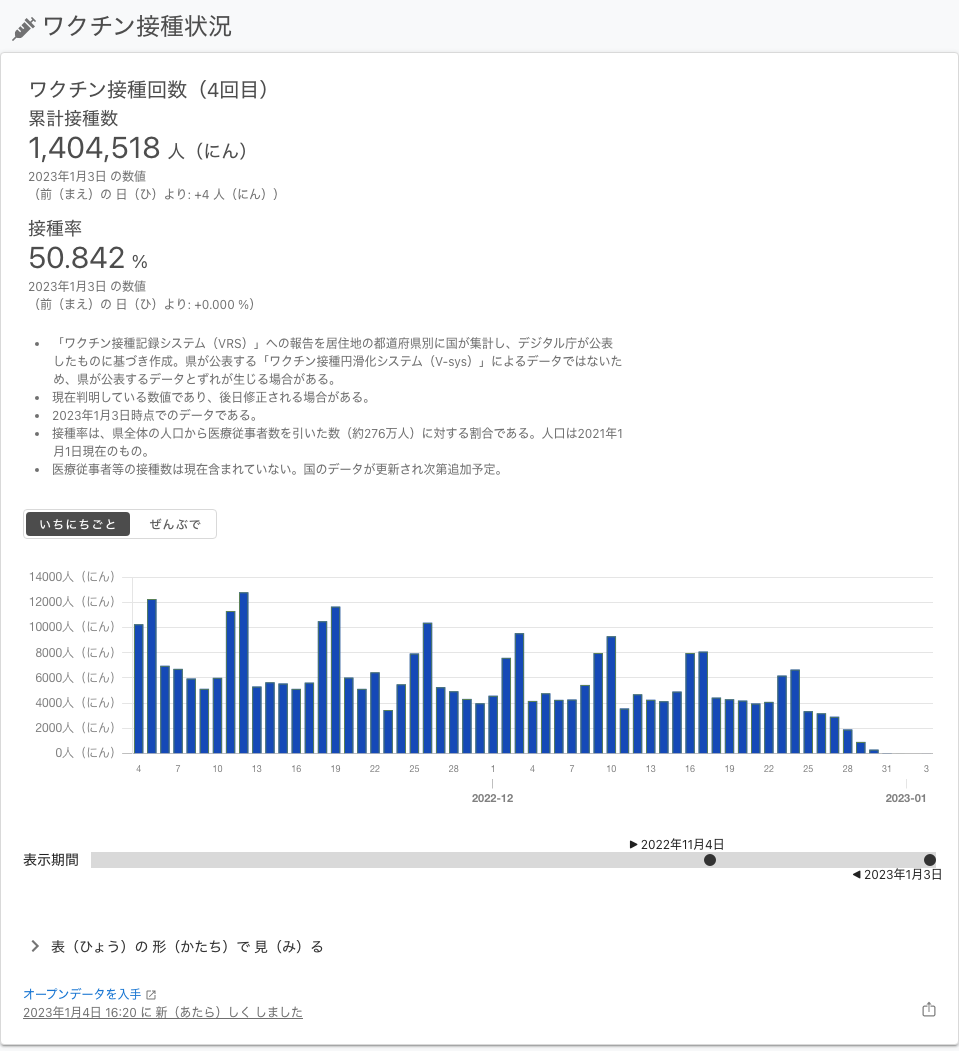 ワクチン接種状況
ワクチン接種回数（4回目）
累計接種数
1,404,518 人（にん）
2023年1月3日 の数値
（前（まえ）の 日（ひ）より: +4 人（にん））
接種率
50.842 %
2023年1月3日 の数値
（前（まえ）の 日（ひ）より: +0.000 %）
• 「ワクチン接種記録システム（VRS）」への報告を居住地の都道府県別に国が集計し、デジタル庁が公表
したものに基づき作成。県が公表する「ワクチン接種円滑化システム（V-sys）」によるデータではないた
め、県が公表するデータとずれが生じる場合がある。
• 現在判明している数値であり、後日修正される場合がある。
• 2023年1月3日時点でのデータである。
• 接種率は、県全体の人口から医療従事者数を引いた数（約276万人）に対する割合である。人口は2021年1
月1日現在のもの。
• 医療従事者等の接種数は現在含まれていない。国のデータが更新され次第追加予定。
いちにちごと ぜんぶで
14000人（にん）
12000人（にん）
10000人（にん）
8000人（にん）
6000人（にん）
4000人（にん）
2000人（にん）
0人（にん）
4 7 10 13 16 19 22 25 28 1 4 7 10 13 16 19 22 25 28 31 3
2022-12 2023-01
2022年11月4日
表示期間
2023年1月3日
表（ひょう）の 形（かたち）で 見（み）る
オープンデータを入手
2023年1月4日 16:20 に 新（あたら）しく しました